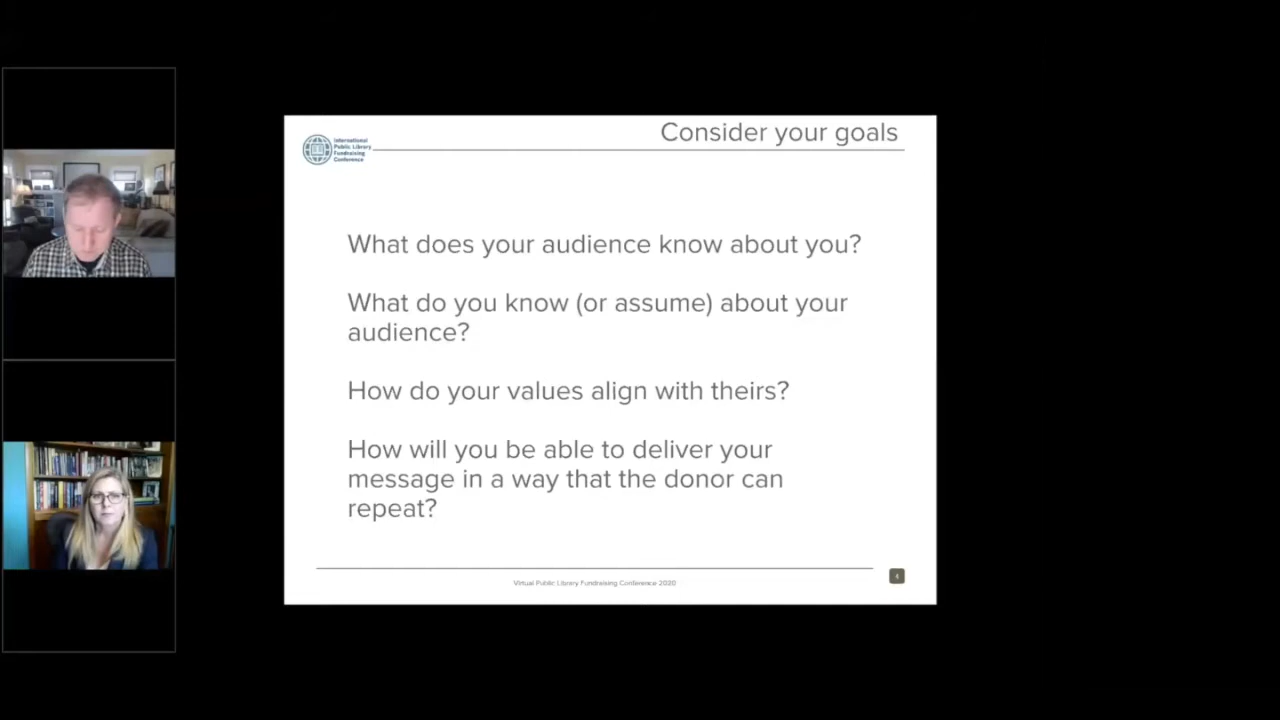 Consider your goals
International
Public Library
Fundraising
Conference
What does your audience know about you?
What do you know (or assume) about your
audience?
How do your values align with theirs?
How will you be able to deliver your
message in a way that the donor can
repeat?
Virtual Public Library Fundraising Conference 2020
4